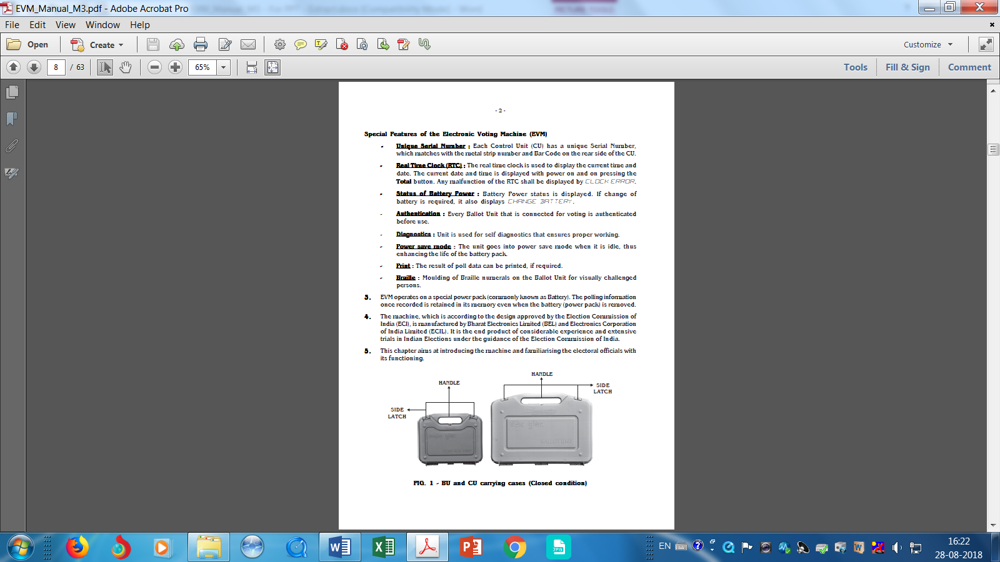 EVM_Manual_M3.pdf - Adobe Acrobat Pro
File Edit View Window Help
Open Create Customize
8 / 63 65% Tools Fill & Sign Comment
- 2 -
Special Features of the Electronic Voting Machine (EVM)
- Unique Serial Number : Each Control Unit (CU) has a unique Serial Number,
which matches with the metal strip number and Bar Code on the rear side of the CU.
- Real Time Clock (RTC) : The real time clock is used to display the current time and
date. The current date and time is displayed with power on and on pressing the
Total button. Any malfunction of the RTC shall be displayed by CLOCK ERROR.
- Status of Battery Power : Battery Power status is displayed. If change of
battery is required, it also displays CHANGE BATTERY.
- Authentication : Every Ballot Unit that is connected for voting is authenticated
before use.
- Diagnostics : Unit is used for self diagnostics that ensures proper working.
- Power save mode : The unit goes into power save mode when it is idle, thus
enhancing the life of the battery pack.
- Print : The result of poll data can be printed, if required.
- Braille : Moulding of Braille numerals on the Ballot Unit for visually challenged
persons.
3. EVM operates on a special power pack (commonly known as Battery). The polling information
once recorded is retained in its memory even when the battery (power pack) is removed.
4. The machine, which is according to the design approved by the Election Commission of
India (ECI), is manufactured by Bharat Electronics Limited (BEL) and Electronics Corporation
of India Limited (ECIL). It is the end product of considerable experience and extensive
trials in Indian Elections under the guidance of the Election Commission of India.
5. This chapter aims at introducing the machine and familiarising the electoral officials with
its functioning.
HANDLE
HANDLE
SIDE
LATCH
SIDE
LATCH
FIG. 1 - BU and CU carrying cases (Closed condition)
EN
16:22
28-08-2018